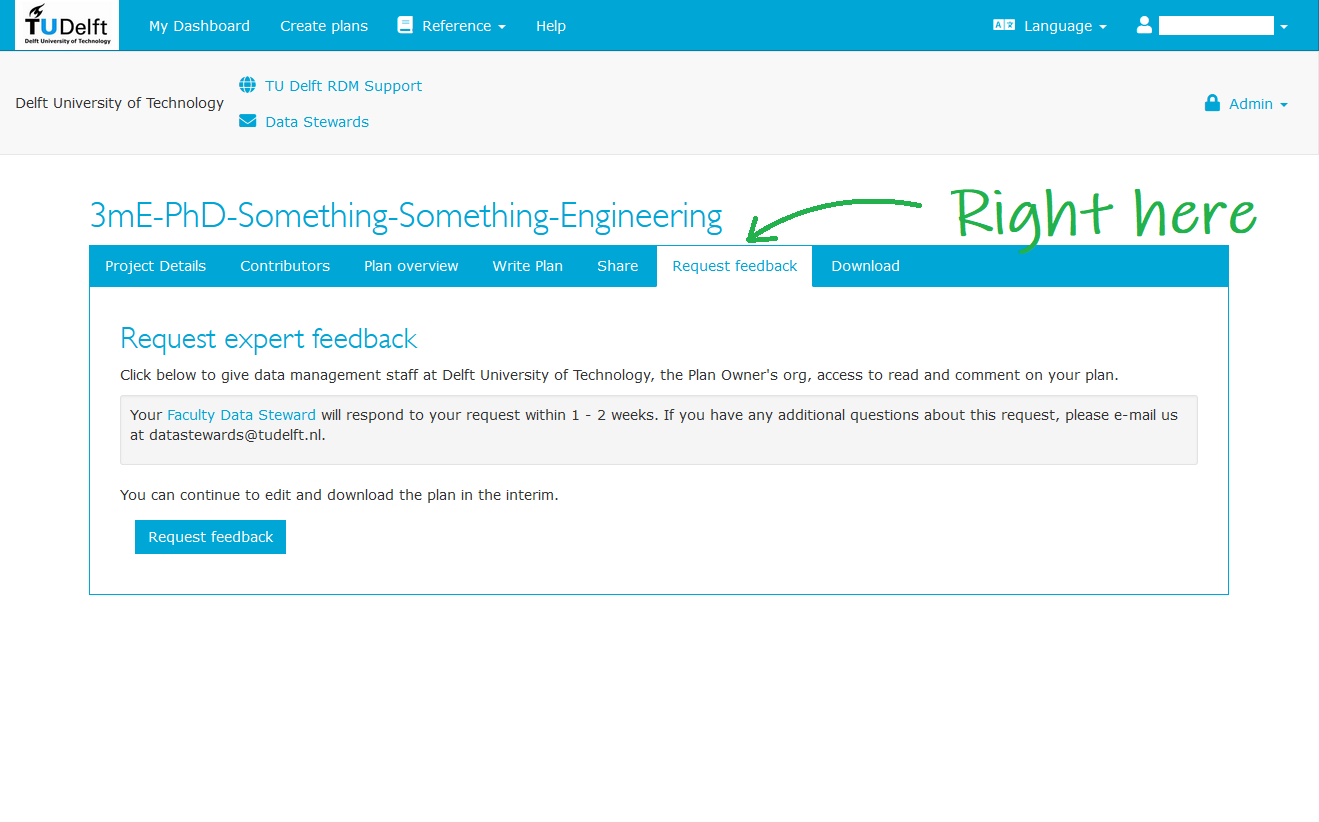 TUDelft
Delft University of Technology
My Dashboard
Create plans
Reference
Help
Language
Delft University of Technology
TU Delft RDM Support
Data Stewards
Admin
Right here
3mE-PhD-Something-Something-Engineering
Project Details
Contributors
Plan overview
Write Plan
Share
Request feedback
Download
Request expert feedback
Click below to give data management staff at Delft University of Technology, the Plan Owner's org, access to read and comment on your plan.
Your Faculty Data Steward will respond to your request within 1 - 2 weeks. If you have any additional questions about this request, please e-mail us
at datastewards@tudelft.nl.
You can continue to edit and download the plan in the interim.
Request feedback